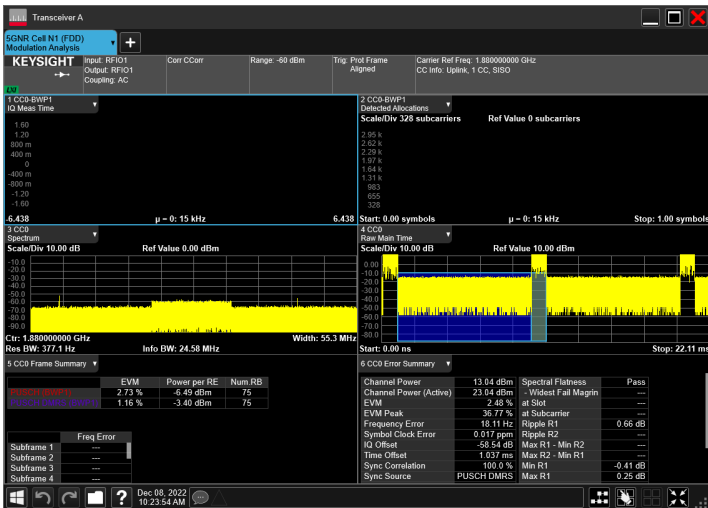 Transceiver A
5GNR Cell N1 (FDD)
Modulation Analysis
KEYSIGHT
Input: RFIO1
Output: RFIO1
Coupling: AC
Corr CCorr
Range: -60 dBm
Trig: Prot Frame
Aligned
Carrier Ref Freq: 1.880000000 GHz
CC Info: Uplink, 1 CC, SISO
1 CC0-BWP1
IQ Meas Time
1.60
1.20
800 m
400 m
0
-400 m
-800 m
-1.20
-1.60
-6.438 μ = 0: 15 kHz 6.438
2 CC0-BWP1
Detected Allocations
Scale/Div 328 subcarriers Ref Value 0 subcarriers
2.95 k
2.62 k
2.29 k
1.97 k
1.64 k
1.31 k
983
655
328
Start: 0.00 symbols μ = 0: 15 kHz Stop: 1.00 symbols
3 CC0
Spectrum
Scale/Div 10.00 dB Ref Value 0.00 dBm
-10.0
-20.0
-30.0
-40.0
-50.0
-60.0
-70.0
-80.0
-90.0
Ctr: 1.88000000 GHz Width: 55.3 MHz
Res BW: 377.1 Hz Info BW: 24.58 MHz
4 CC0
Raw Main Time
Scale/Div 10.00 dB Ref Value 10.00 dBm
0.00
-10.0
-20.0
-30.0
-40.0
-50.0
-60.0
-70.0
-80.0
Start: 0.00 ns Stop: 22.11 ms
5 CC0 Frame Summary
EVM Power per RE Num.RB
2.73 % -6.49 dBm 75
1.16 % -3.40 dBm 75
Freq Error
Subframe 1 ---
Subframe 2 ---
Subframe 3 ---
Subframe 4 ---
6 CC0 Error Summary
Channel Power 13.04 dBm Spectral Flatness Pass
Channel Power (Active) 23.04 dBm - Widest Fail Magrin ---
EVM 2.48 % at Slot ---
EVM Peak 36.77 % at Subcarrier ---
Frequency Error 18.11 Hz Ripple R1 0.66 dB
Symbol Clock Error 0.017 ppm Ripple R2 ---
IQ Offset -58.54 dB Max R1 - Min R2 ---
Time Offset 1.037 ms Max R2 - Min R1 ---
Sync Correlation 100.0 % Min R1 -0.41 dB
Sync Source PUSCH DMRS Max R1 0.25 dB
Dec 08, 2022
10:23:54 AM